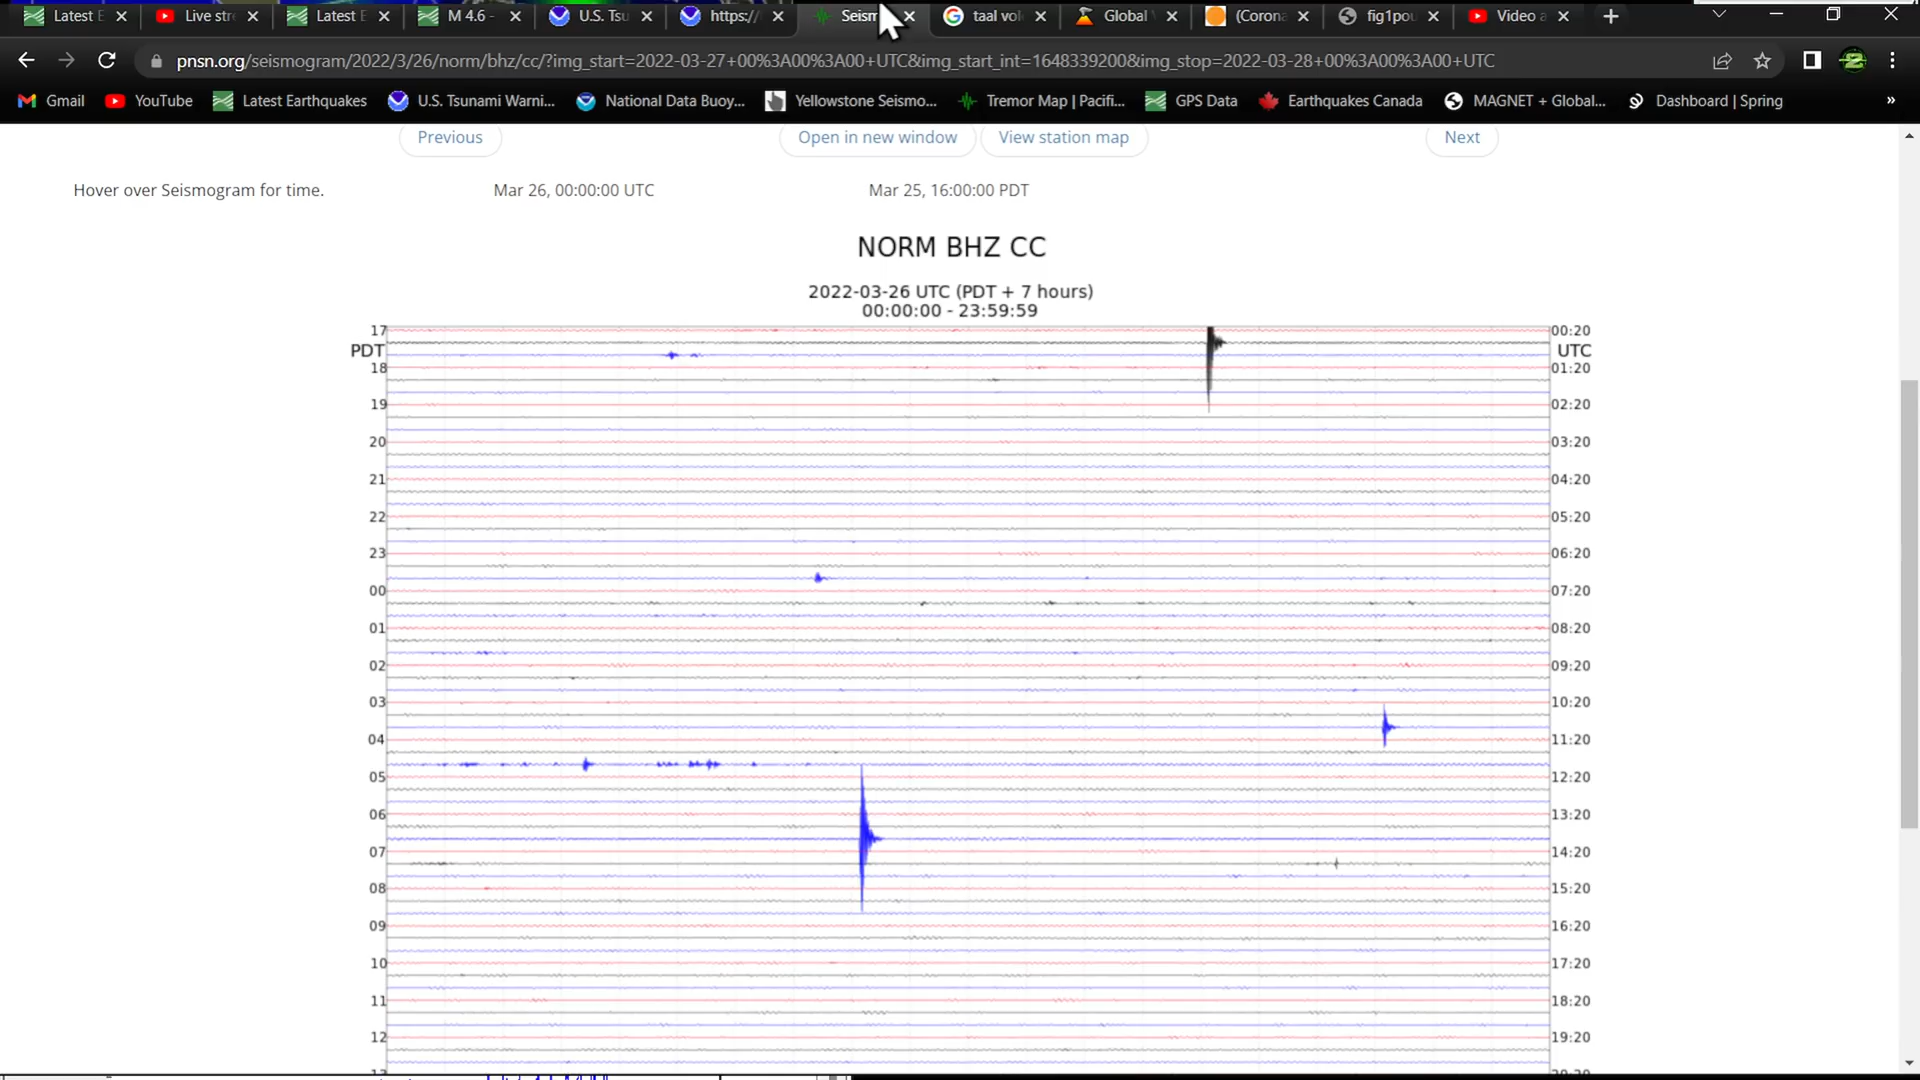 Latest E
Live stre
Latest E
M 4.6 -
U.S. Tsu
https://
Seism
taal vol
Global
(Corona
fig1pou
Video a
pnsn.org/seismogram/2022/3/26/norm/bhz/cc/?img_start=2022-03-27+00%3A00%3A00+UTC&img_start_int=1648339200&img_stop=2022-03-28+00%3A00%3A00+UTC
Gmail
YouTube
Latest Earthquakes
U.S. Tsunami Warni...
National Data Buoy...
Yellowstone Seismo...
Tremor Map | Pacifi...
GPS Data
Earthquakes Canada
MAGNET + Global...
Dashboard | Spring
»
Previous
Open in new window
View station map
Next
Hover over Seismogram for time.
Mar 26, 00:00:00 UTC
Mar 25, 16:00:00 PDT
NORM BHZ CC
2022-03-26 UTC (PDT + 7 hours)
00:00:00 - 23:59:59
17 00:20
PDT UTC
18 01:20
19 02:20
20 03:20
21 04:20
22 05:20
23 06:20
00 07:20
01 08:20
02 09:20
03 10:20
04 11:20
05 12:20
06 13:20
07 14:20
08 15:20
09 16:20
10 17:20
11 18:20
12 19:20